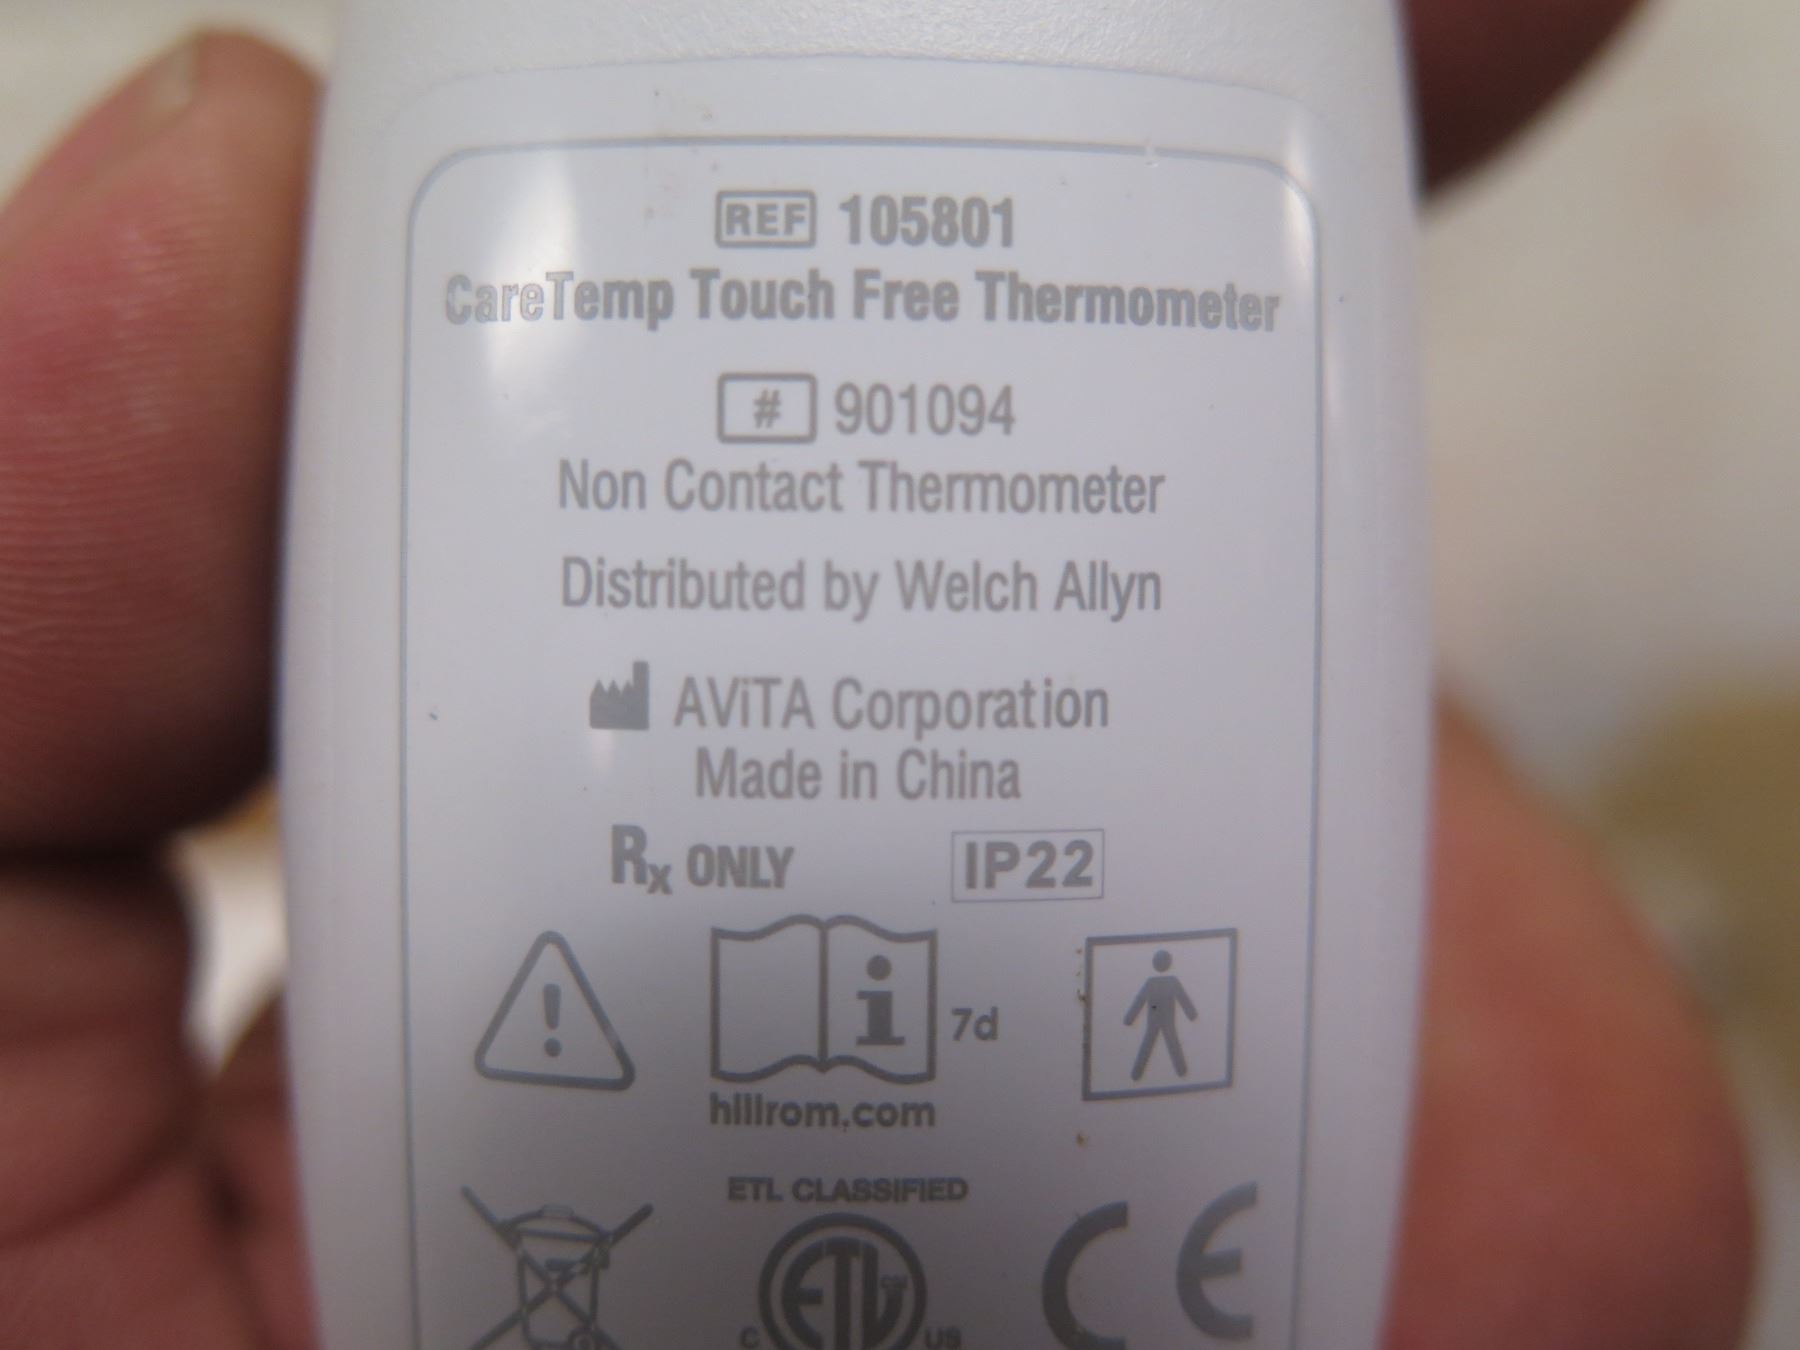 REF 105801
CareTemp Touch Free Thermometer
# 901094
Non Contact Thermometer
Distributed by Welch Allyn
AViTA Corporation
Made in China
Rx ONLY IP22
7d
hillrom.com
ETL CLASSIFIED
ETL CE
C US